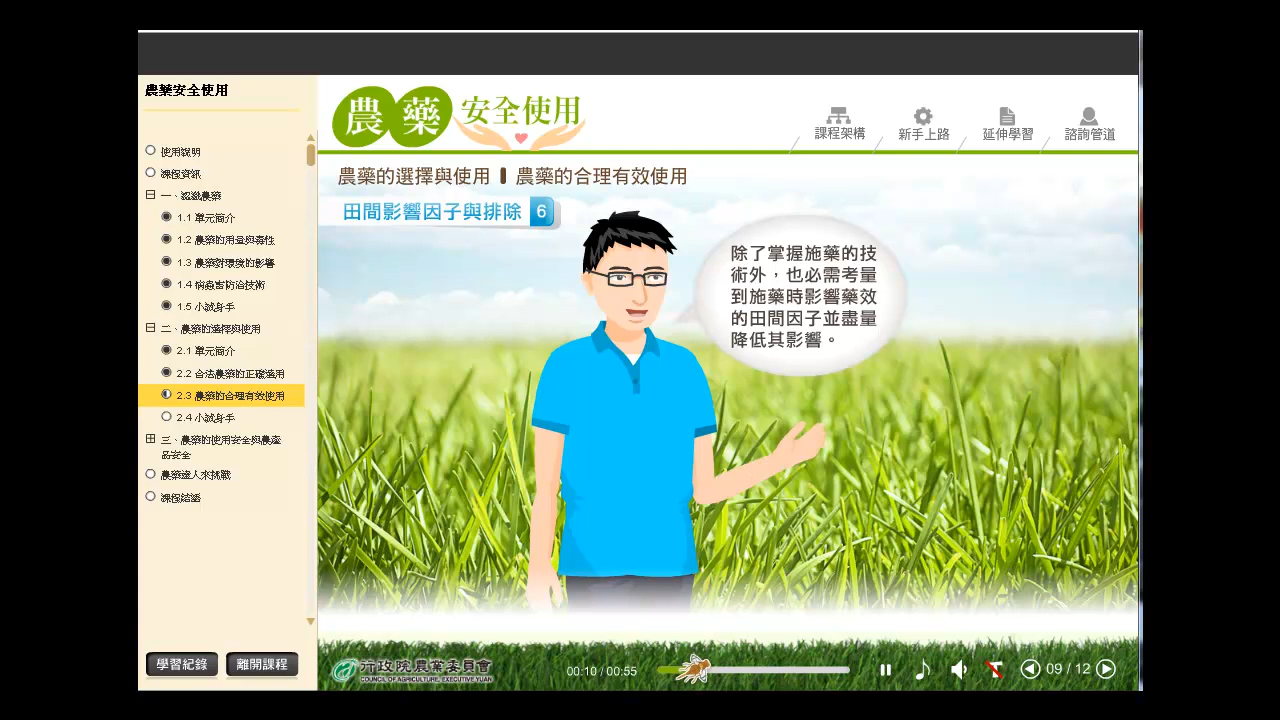 農藥安全使用
使用說明
課程資訊
一、認識農藥
1.1 單元簡介
1.2 農藥的用量與毒性
1.3 農藥對環境的影響
1.4 病蟲害防治技術
1.5 小試身手
二、農藥的選擇與使用
2.1 單元簡介
2.2 合法農藥的正確選用
2.3 農藥的合理有效使用
2.4 小試身手
三、農藥的使用安全與農產
品安全
農藥達人來挑戰
課程結語
學習紀錄
離開課程
農藥安全使用
課程架構
新手上路
延伸學習
諮詢管道
農藥的選擇與使用 農藥的合理有效使用
田間影響因子與排除 6
除了掌握施藥的技
術外，也必需考量
到施藥時影響藥效
的田間因子並盡量
降低其影響。
行政院農業委員會
COUNCIL OF AGRICULTURE, EXECUTIVE YUAN
00:10 / 00:55
09 / 12